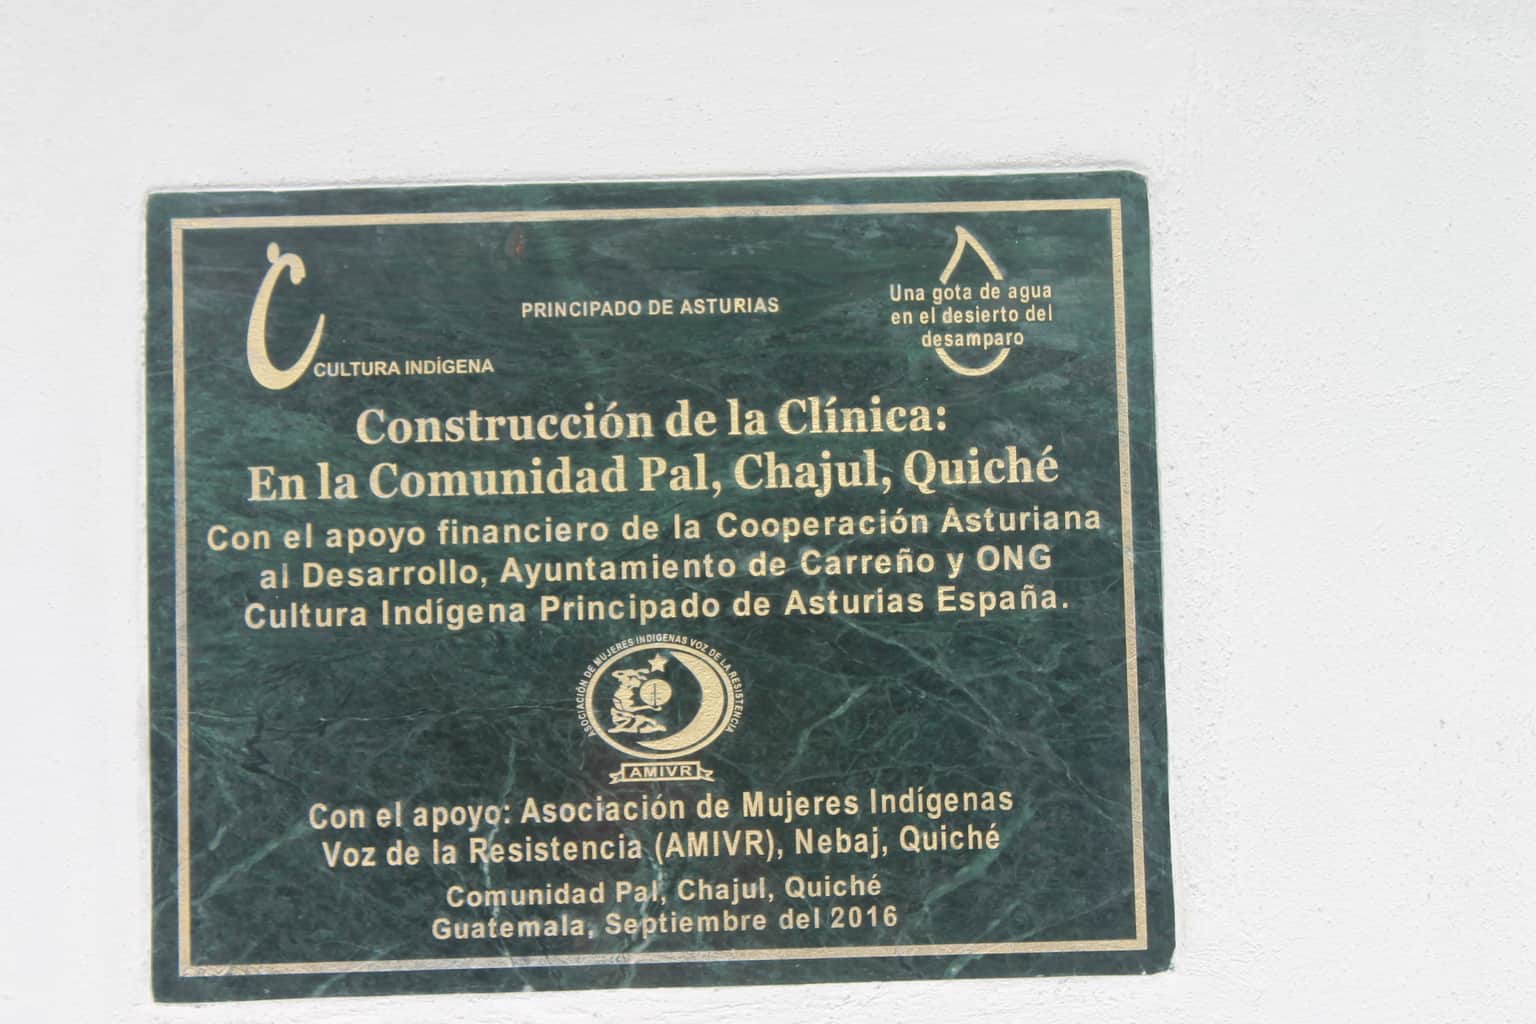 PRINCIPADO DE ASTURIAS
CULTURA INDÍGENA
Una gota de agua
en el desierto del
desamparo
Construcción de la Clínica:
En la Comunidad Pal, Chajul, Quiché
Con el apoyo financiero de la Cooperación Asturiana
al Desarrollo, Ayuntamiento de Carreño y ONG
Cultura Indígena Principado de Asturias España.
ASOCIACIÓN DE MUJERES INDIGENAS VOZ DE LA RESISTENCIA
AMIVR
Con el apoyo: Asociación de Mujeres Indígenas
Voz de la Resistencia (AMIVR), Nebaj, Quiché
Comunidad Pal, Chajul, Quiché
Guatemala, Septiembre del 2016